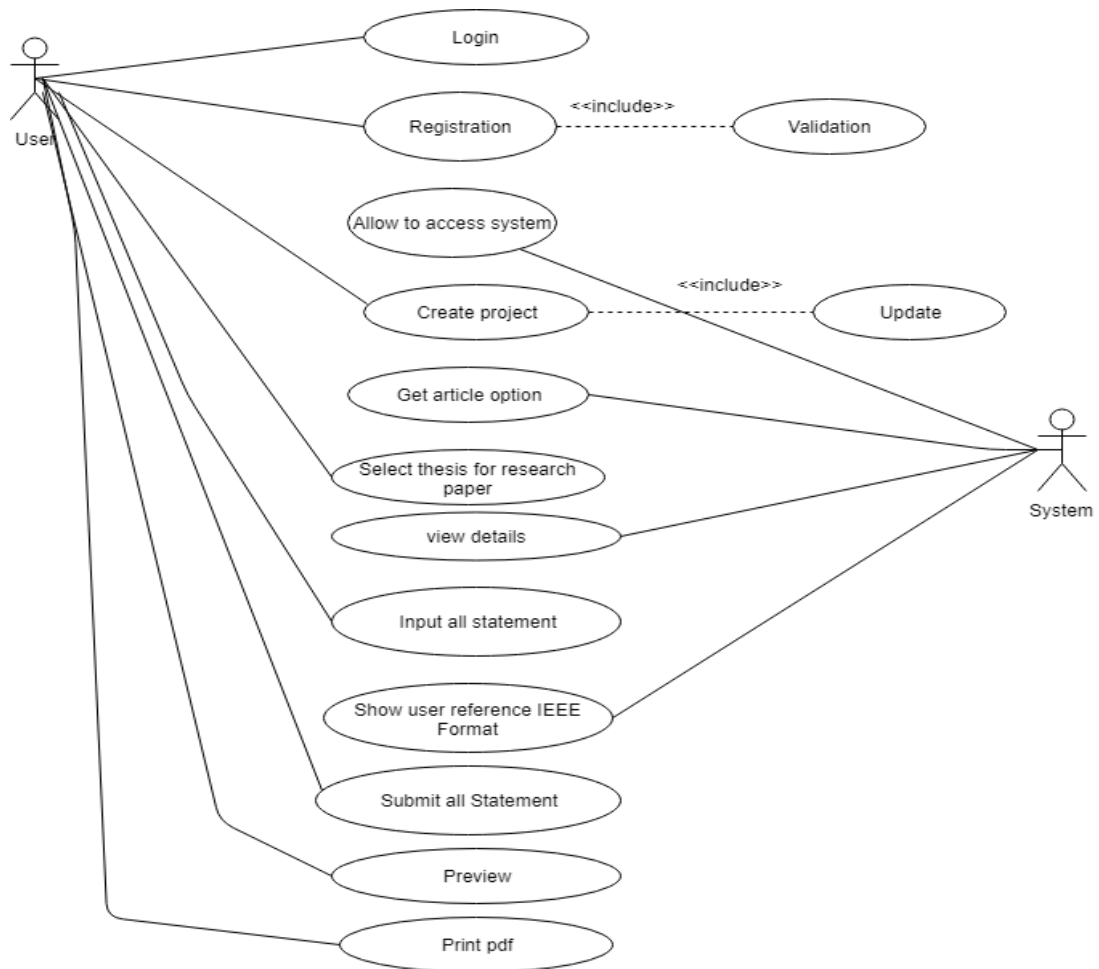 Login
User
<<include>>
Registration
Validation
Allow to access system
<<include>>
Create project
Update
Get article option
Select thesis for research
paper
System
view details
Input all statement
Show user reference IEEE
Format
Submit all Statement
Preview
Print pdf